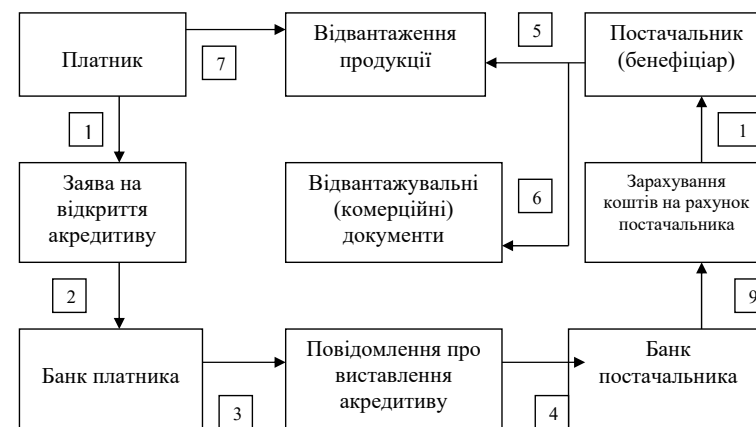 Платник
7
Відвантаження
продукції
5
Постачальник
(бенефіціар)
1
1
Заява на
відкриття
акредитиву
Відвантажувальні
(комерційні)
документи
6
Зарахування
коштів на рахунок
постачальника
2
9
Банк платника
3
Повідомлення про
виставлення
акредитиву
4
Банк
постачальника